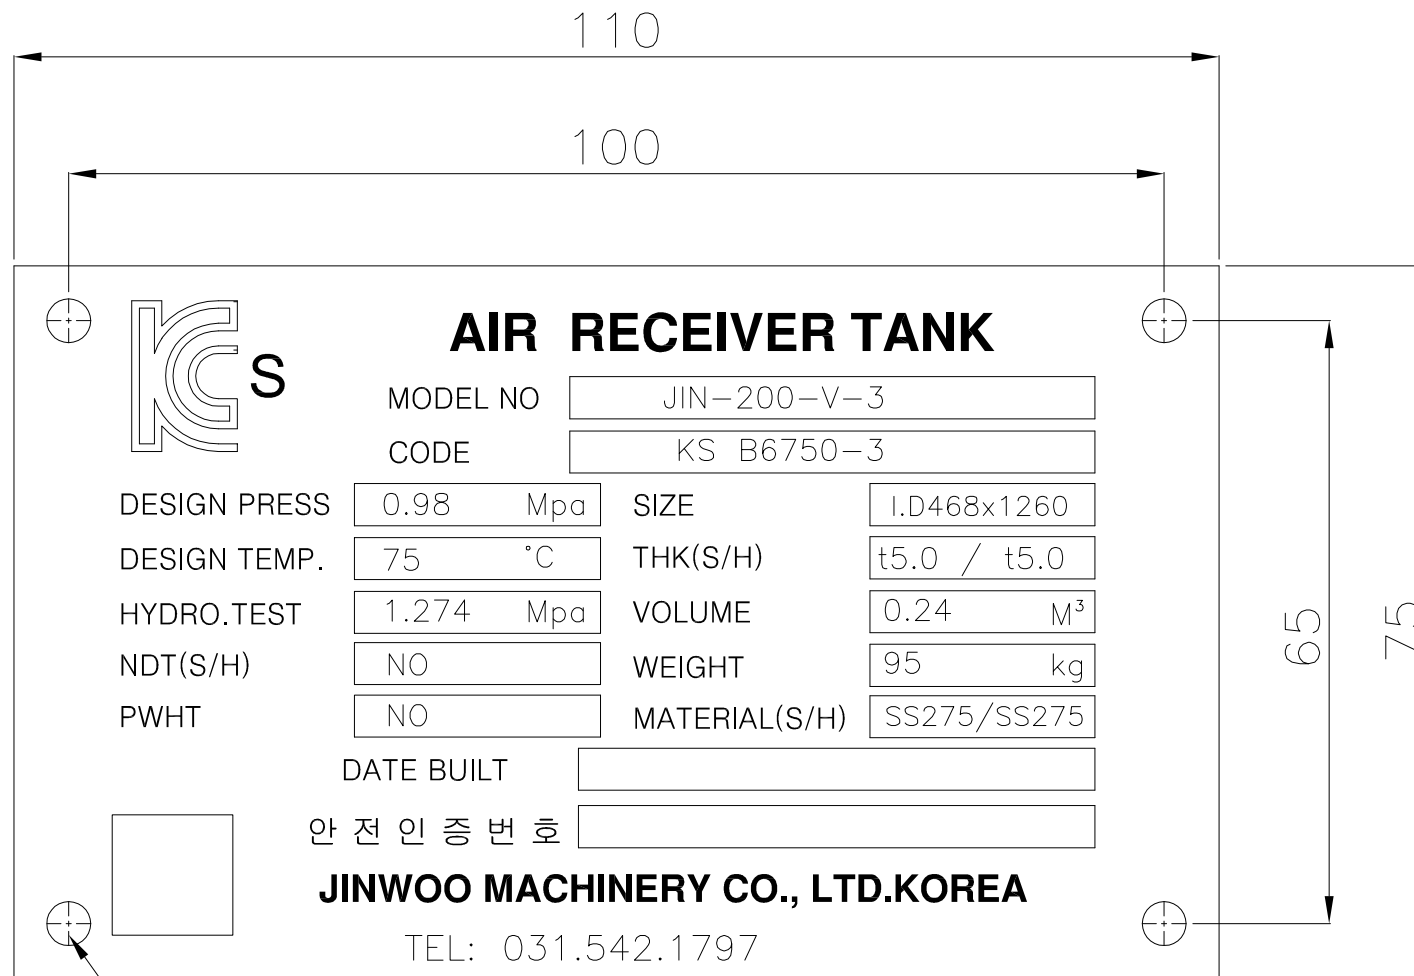 110
100
KC S
AIR RECEIVER TANK
MODEL NO JIN-200-V-3
CODE KS B6750-3
DESIGN PRESS 0.98 Mpa SIZE I.D468x1260
DESIGN TEMP. 75 °C THK(S/H) t5.0 / t5.0
HYDRO.TEST 1.274 Mpa VOLUME 0.24 M³
NDT(S/H) NO WEIGHT 95 kg
PWHT NO MATERIAL(S/H) SS275/SS275
DATE BUILT
안전인증번호
JINWOO MACHINERY CO., LTD.KOREA
TEL: 031.542.1797
65
75